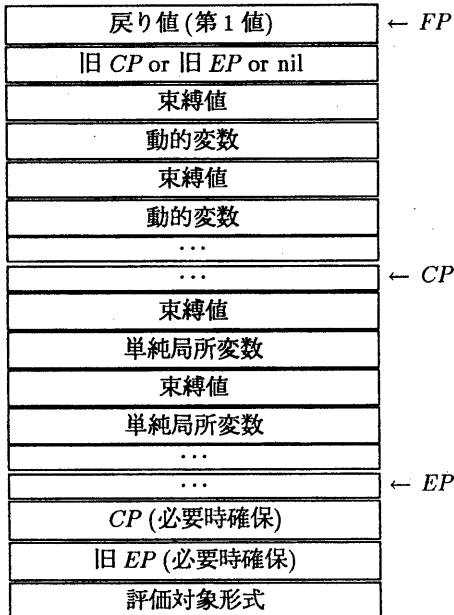 戻り値 (第1値) ← FP
旧 CP or 旧 EP or nil
束縛値
動的変数
束縛値
動的変数
...
... ← CP
束縛値
単純局所変数
束縛値
単純局所変数
...
... ← EP
CP (必要時確保)
旧 EP (必要時確保)
評価対象形式